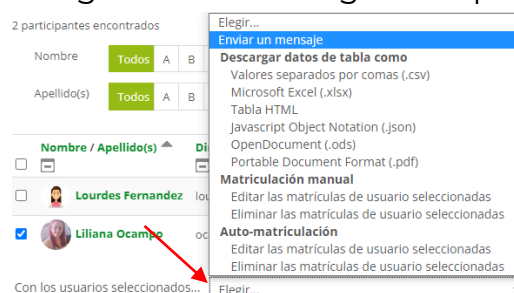 2 participantes encontrados
Nombre Todos A B
Apellido(s) Todos A B
Nombre / Apellido(s)
Lourdes Fernandez
Liliana Ocampo
Con los usuarios seleccionados...
Elegir...
Enviar un mensaje
Descargar datos de tabla como
Valores separados por comas (.csv)
Microsoft Excel (.xlsx)
Tabla HTML
Javascript Object Notation (.json)
OpenDocument (.ods)
Portable Document Format (.pdf)
Matriculación manual
Editar las matrículas de usuario seleccionadas
Eliminar las matrículas de usuario seleccionadas
Auto-matriculación
Editar las matrículas de usuario seleccionadas
Eliminar las matrículas de usuario seleccionadas
Elegir...